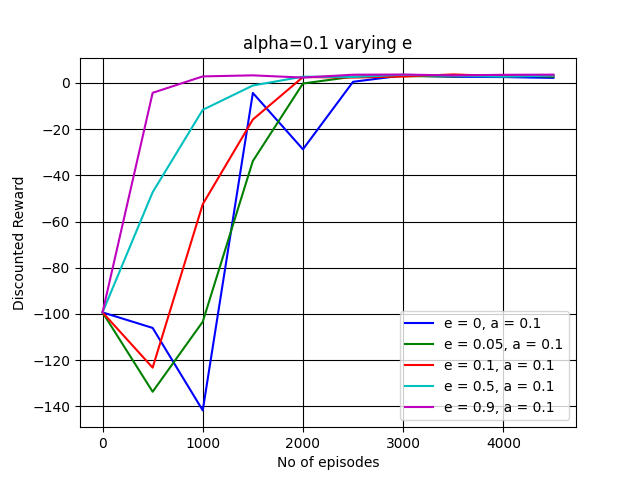 alpha=0.1 varying e
Discounted Reward
0
−20
−40
−60
−80
−100
−120
−140
0 1000 2000 3000 4000
No of episodes
e = 0, a = 0.1
e = 0.05, a = 0.1
e = 0.1, a = 0.1
e = 0.5, a = 0.1
e = 0.9, a = 0.1